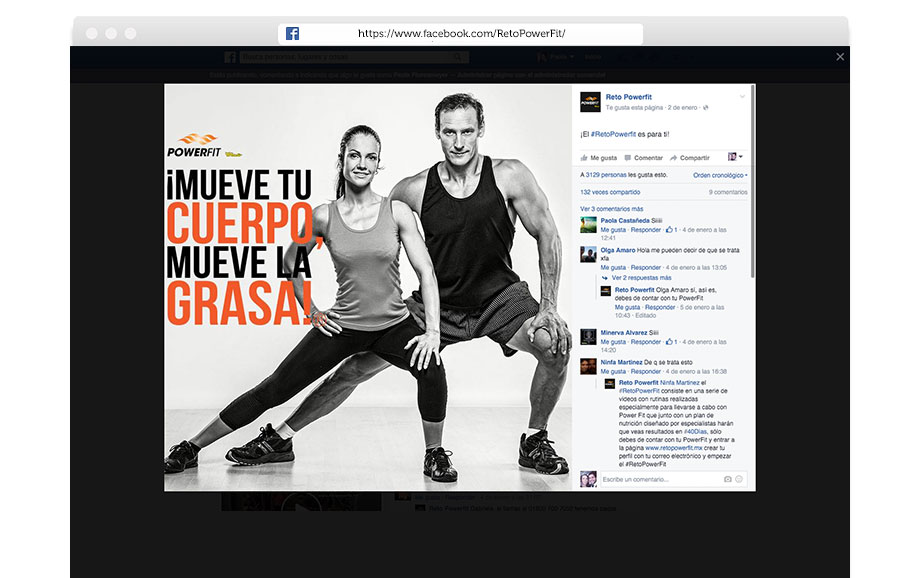 https://www.facebook.com/RetoPowerFit/
POWERFIT
¡MUEVE TU
CUERPO,
MUEVE LA
GRASA!
Reto Powerfit
Te gusta esta página · 2 de enero ·
¡El #RetoPowerfit es para ti!
Me gusta Comentar Compartir
A 3129 personas les gusta esto. Orden cronológico
132 veces compartido 9 comentarios
Ver 3 comentarios más
Paola Castañeda Siiiii
Me gusta · Responder · 1 · 4 de enero a las
12:41
Olga Amaro Hola me pueden decir de que se trata
xfa
Me gusta · Responder · 4 de enero a las 13:05
Ver 2 respuestas más
Reto Powerfit Olga Amaro sí, así es,
debes de contar con tu PowerFit
Me gusta · Responder · 5 de enero a las
10:43 · Editado
Minerva Alvarez Siiii
Me gusta · Responder · 1 · 4 de enero a las
14:20
Ninfa Martinez De q se trata esto
Me gusta · Responder · 4 de enero a las 16:38
Reto Powerfit Ninfa Martinez el
#RetoPowerFit consiste en una serie de
videos con rutinas realizadas
especialmente para llevarse a cabo con
Power Fit que junto con un plan de
nutrición diseñado por especialistas harán
que veas resultados en #40Días, sólo
debes de contar con tu PowerFit y entrar a
la página www.retopowerfit.mx crear tu
perfil con tu correo electrónico y empezar
el #RetoPowerFit
Escribe un comentario...